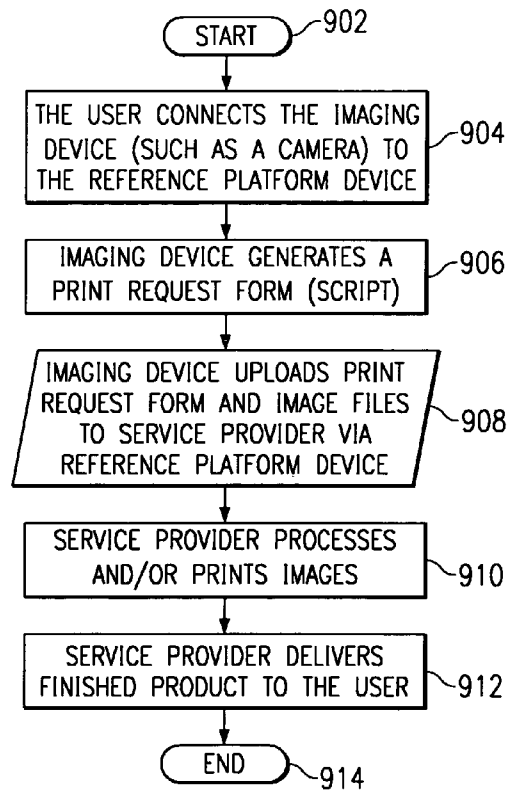 START
902
THE USER CONNECTS THE IMAGING
DEVICE (SUCH AS A CAMERA) TO
THE REFERENCE PLATFORM DEVICE
904
IMAGING DEVICE GENERATES A
PRINT REQUEST FORM (SCRIPT)
906
IMAGING DEVICE UPLOADS PRINT
REQUEST FORM AND IMAGE FILES
TO SERVICE PROVIDER VIA
REFERENCE PLATFORM DEVICE
908
SERVICE PROVIDER PROCESSES
AND/OR PRINTS IMAGES
910
SERVICE PROVIDER DELIVERS
FINISHED PRODUCT TO THE USER
912
END
914